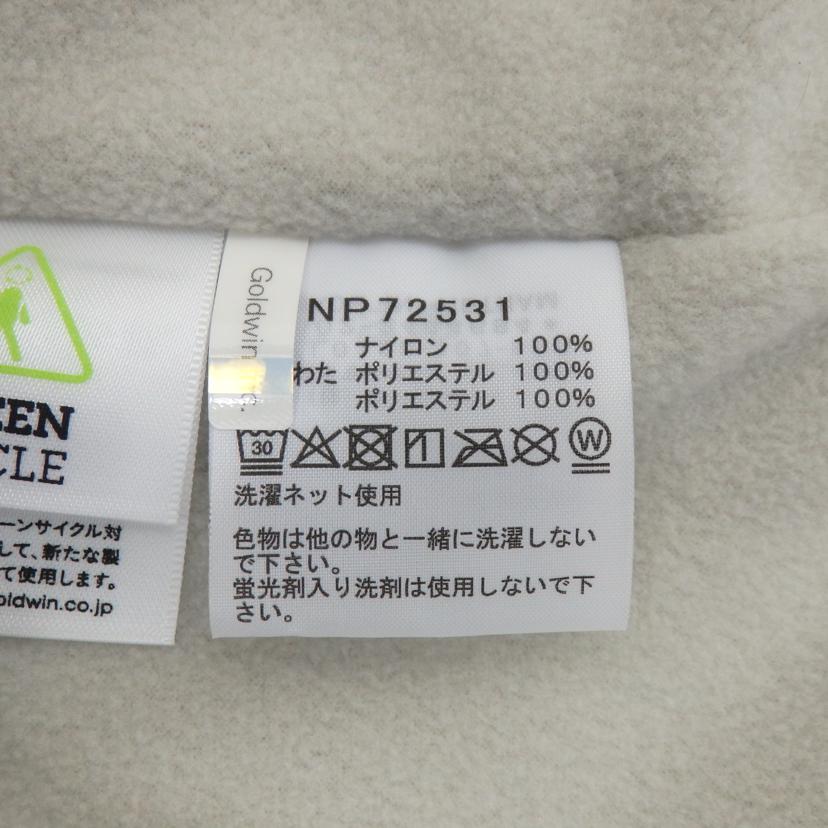 EEN
CLE
ーンサイクル対
して、新たな製
て使用します。
oldwin.co.jp
Goldwin
NP72531
ナイロン 100%
わた ポリエステル 100%
ポリエステル 100%
30
W
洗濯ネット使用
色物は他の物と一緒に洗濯しない
で下さい。
蛍光剤入り洗剤は使用しないで下
さい。